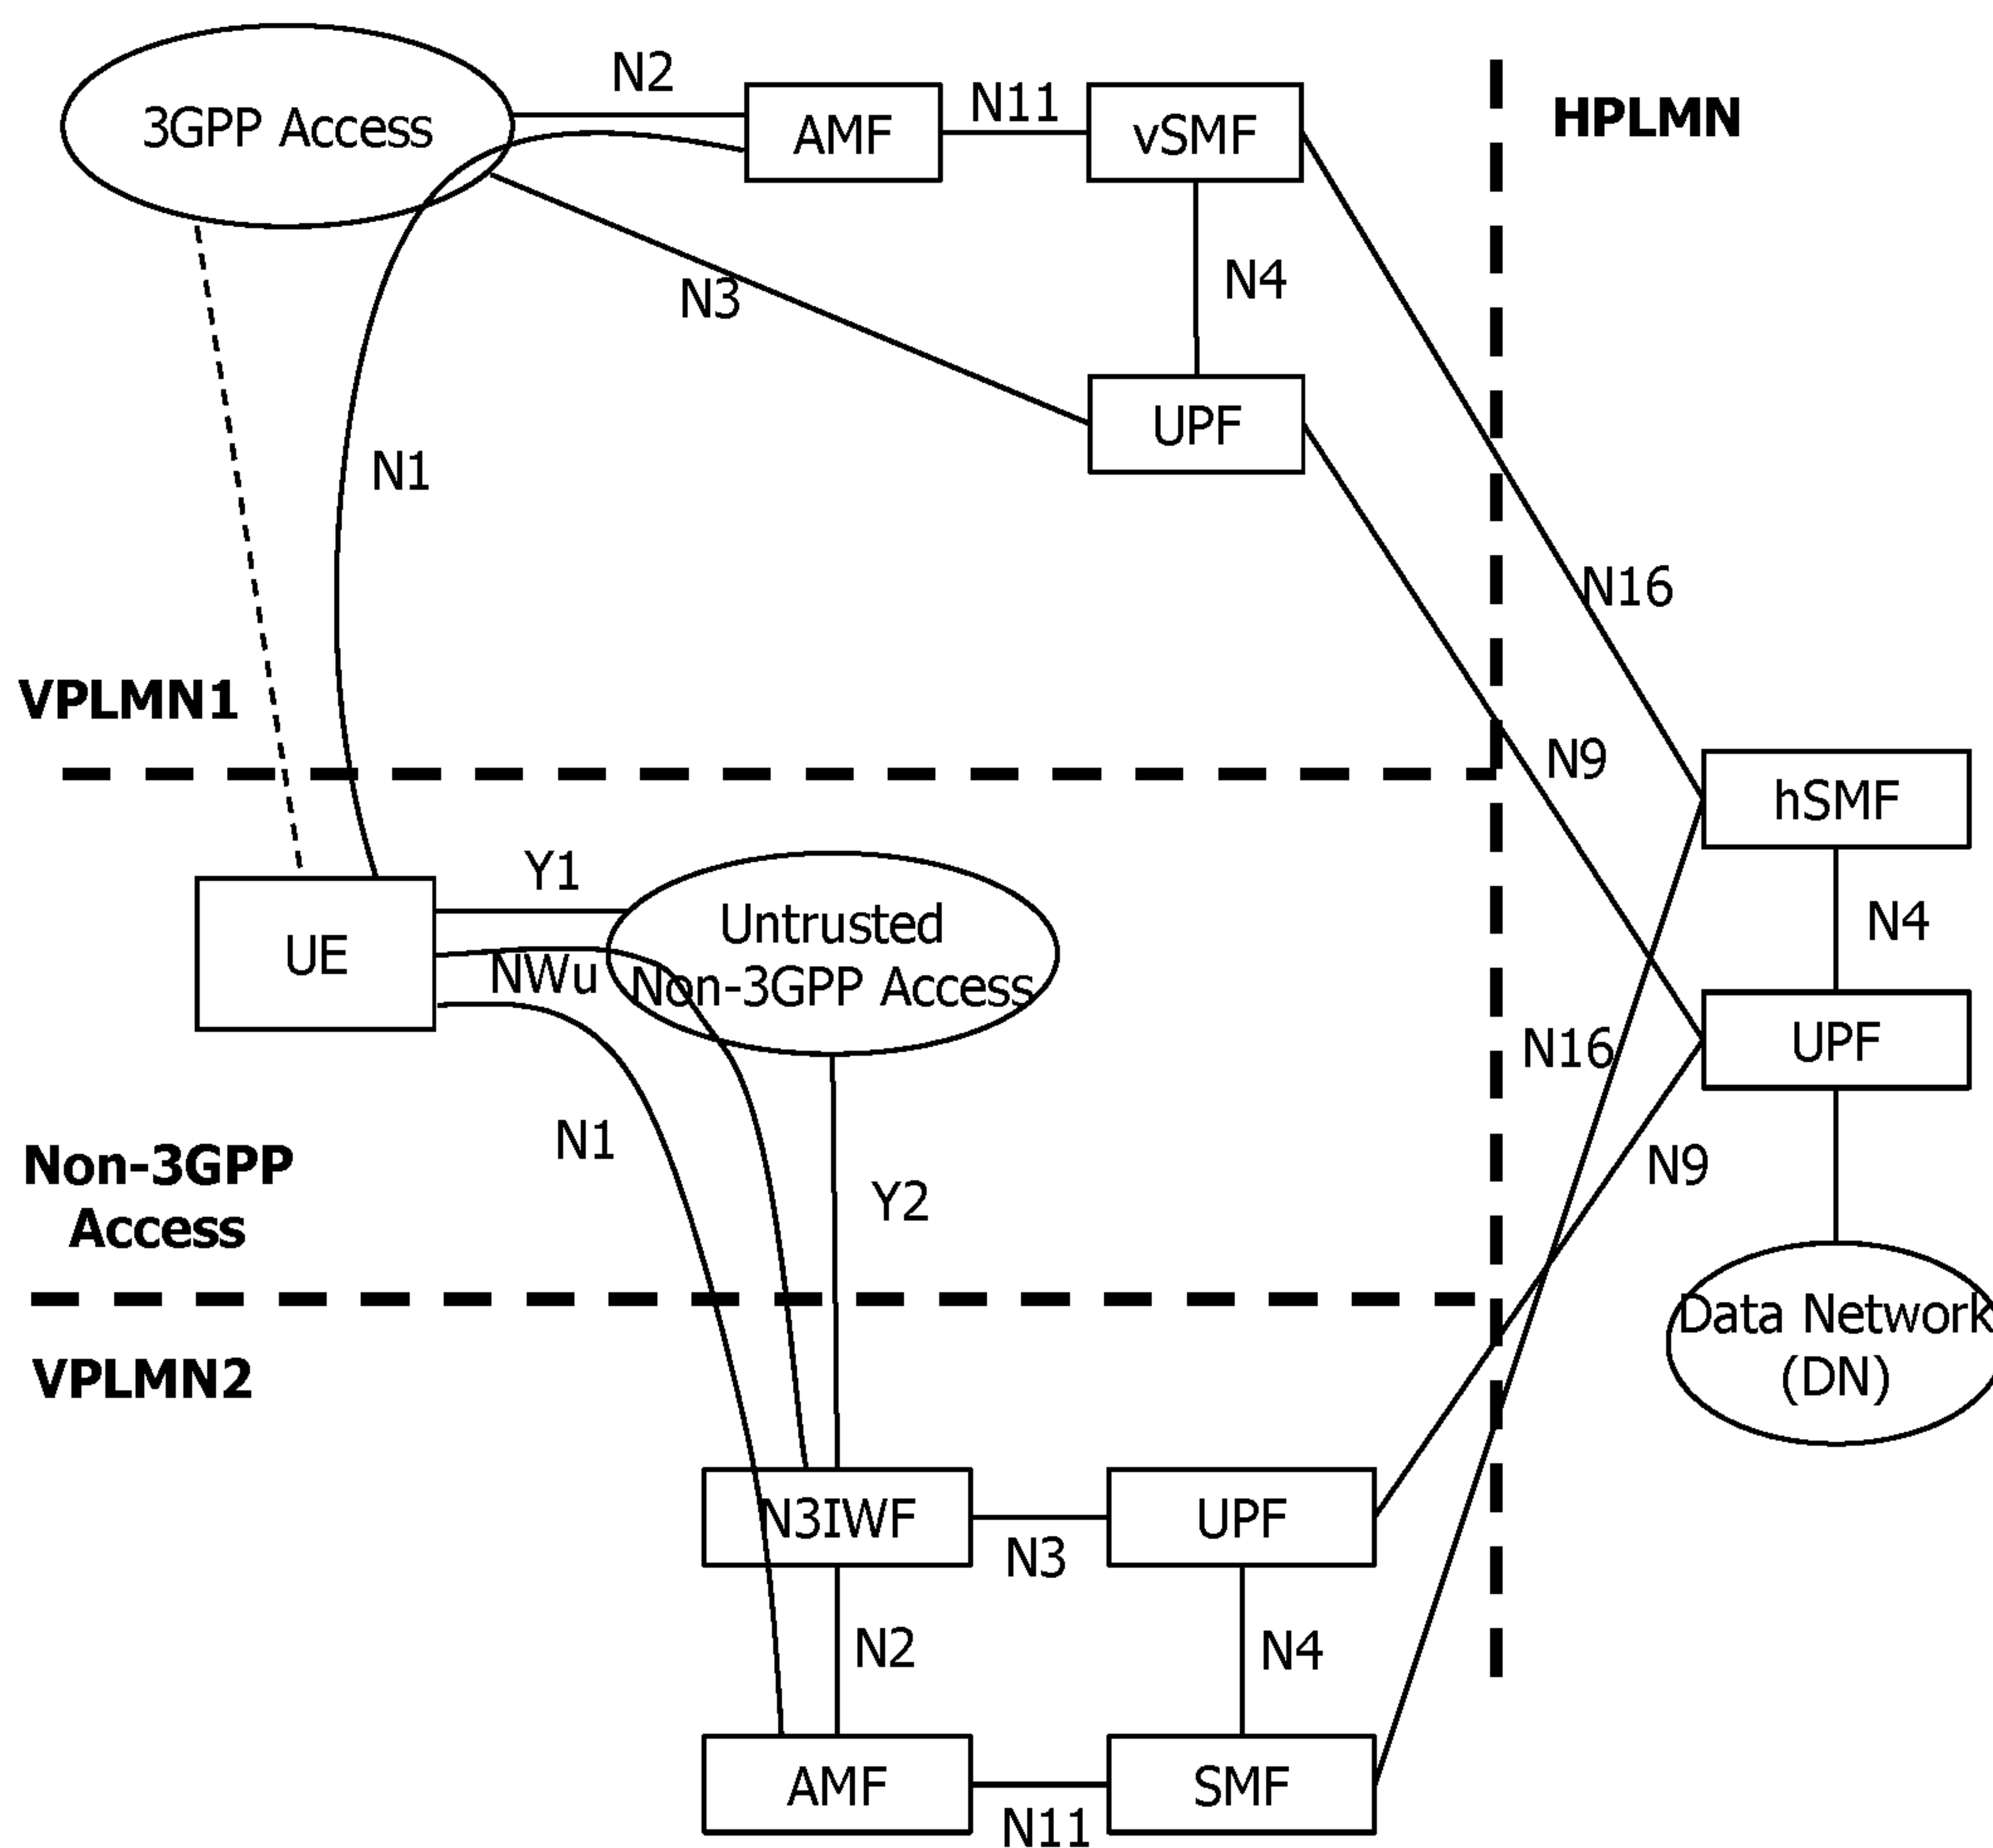 N2
3GPP Access
AMF
N11
vSMF
HPLMN
N3
N4
UPF
N1
N16
VPLMN1
N9
hSMF
Y1
UE
NWu
Untrusted
Non-3GPP Access
N4
N16
UPF
N1
Non-3GPP
Access
Y2
N9
Data Network
(DN)
VPLMN2
N3IWF
N3
UPF
N2
N4
AMF
N11
SMF